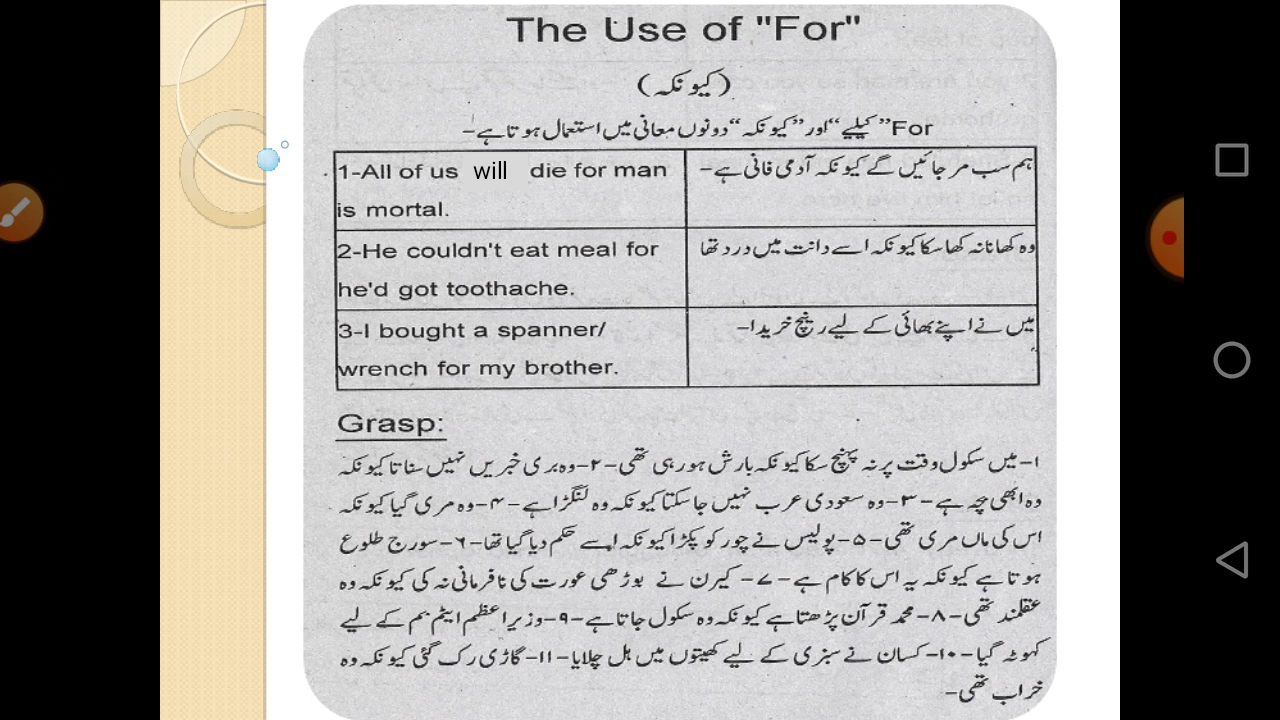 The Use of "For"
(کیونکہ)
For”کیلیے“اور”کیونکہ“دونوں معانی میں استعمال ہوتا ہے-
1-All of us will die for man
is mortal.
ہم سب مر جائیں گے کیونکہ آدمی فانی ہے-
2-He couldn't eat meal for
he'd got toothache.
وہ کھانا نہ کھا سکا کیونکہ اسے دانت میں درد تھا
3-I bought a spanner/
wrench for my brother.
میں نے اپنے بھائی کے لیے رینچ خریدا-
Grasp:
۱-میں سکول وقت پر نہ پہنچ سکا کیونکہ بارش ہو رہی تھی-۲-وہ بری خبریں نہیں سناتا کیونکہ
وہ ابھی بچہ ہے-۳-وہ سعودی عرب نہیں جا سکتا کیونکہ وہ لنگڑا ہے-۴-وہ مری گیا کیونکہ
اس کی ماں مری تھی-۵-پولیس نے چور کو پکڑا کیونکہ اسے حکم دیا گیا تھا-۶-سورج طلوع
ہوتا ہے کیونکہ یہ اس کا کام ہے-۷-کیرن نے بوڑھی عورت کی نافرمانی نہ کی کیونکہ وہ
عقلمند تھی-۸-محمد قرآن پڑھتا ہے کیونکہ وہ سکول جاتا ہے-۹-وزیراعظم ایٹم بم کے لیے
کہوٹہ گیا-۱۰-کسان نے سبزی کے لیے کھیتوں میں ہل چلایا-۱۱-گاڑی رک گئی کیونکہ وہ
خراب تھی-